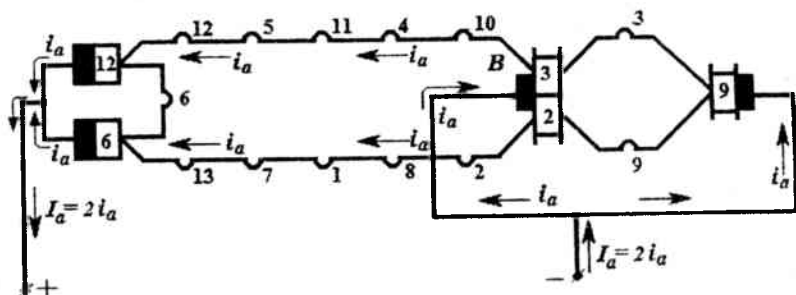 12 5 11 4 10 3
i_a i_a i_a
12 B 3 9
6
i_a i_a
2
i_a 6 i_a i_a i_a
13 7 1 8 2 9
I_a = 2 i_a i_a
I_a = 2 i_a
+ −